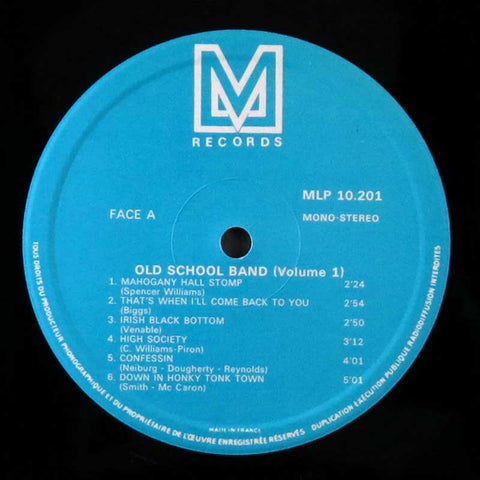 M
RECORDS
MLP 10.201
FACE A
MONO-STEREO
OLD SCHOOL BAND (Volume 1)
1. MAHOGANY HALL STOMP 2'24
(Spencer Williams)
2. THAT'S WHEN I'LL COME BACK TO YOU 2'54
(Biggs)
3. IRISH BLACK BOTTOM 2'50
(Venable)
4. HIGH SOCIETY 3'12
(C. Williams-Piron)
5. CONFESSIN 4'01
(Neiburg - Dougherty - Reynolds)
6. DOWN IN HONKY TONK TOWN 5'01
(Smith - Mc Caron)
MADE IN FRANCE
TOUS DROITS DU PRODUCTEUR PHONOGRAPHIQUE ET DU PROPRIÉTAIRE DE L'ŒUVRE ENREGISTRÉE RÉSERVÉS - DUPLICATION EXÉCUTION PUBLIQUE RADIODIFFUSION INTERDITES